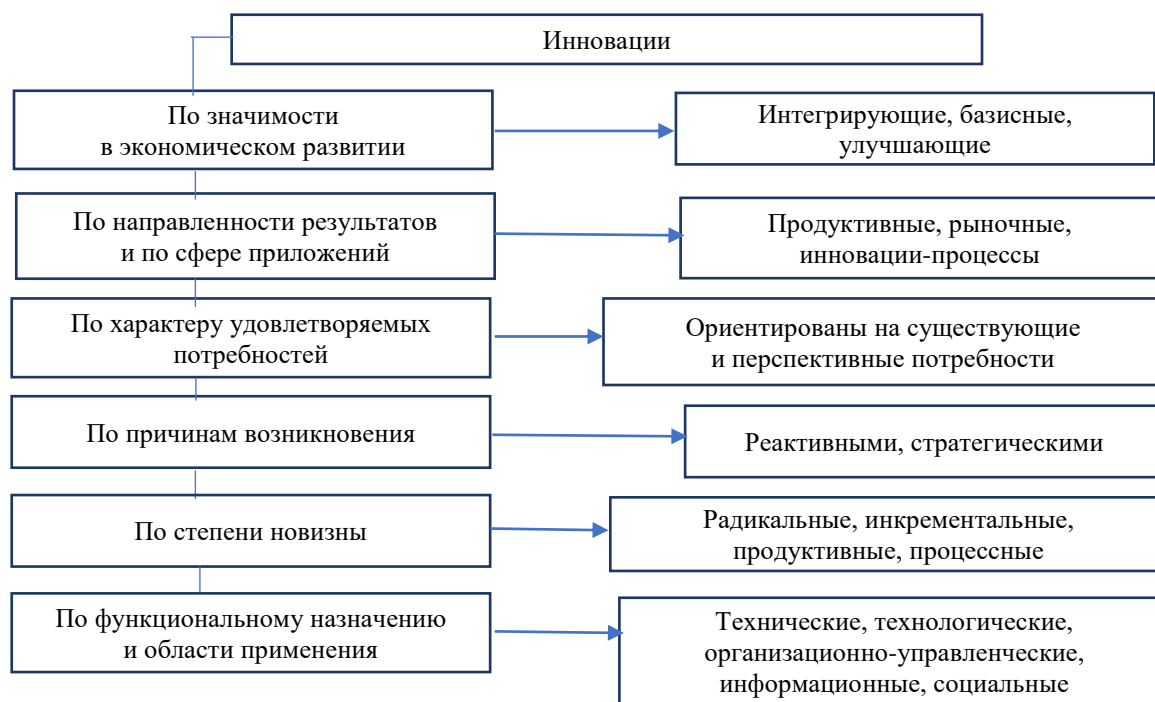 Инновации
По значимости
в экономическом развитии
Интегрирующие, базисные,
улучшающие
По направленности результатов
и по сфере приложений
Продуктивные, рыночные,
инновации-процессы
По характеру удовлетворяемых
потребностей
Ориентированы на существующие
и перспективные потребности
По причинам возникновения
Реактивными, стратегическими
По степени новизны
Радикальные, инкрементальные,
продуктивные, процессные
По функциональному назначению
и области применения
Технические, технологические,
организационно-управленческие,
информационные, социальные